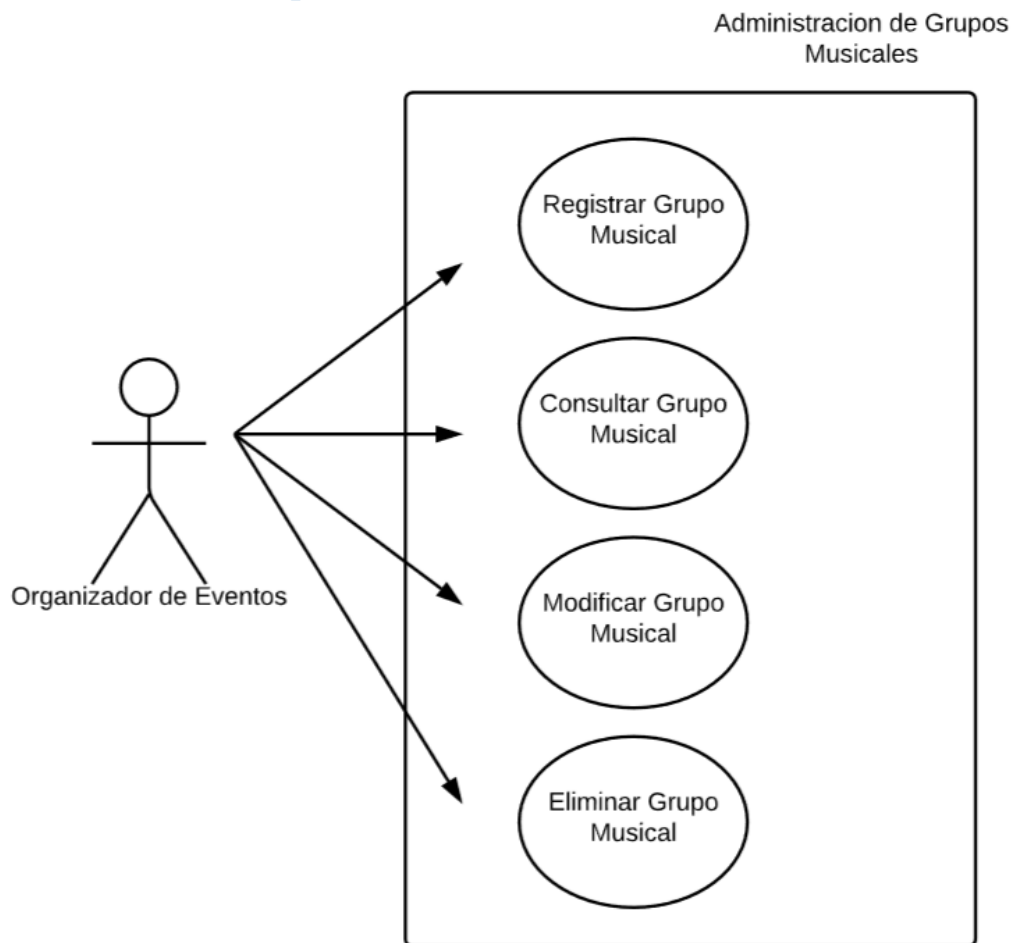 Administracion de Grupos
Musicales
Registrar Grupo
Musical
Consultar Grupo
Musical
Organizador de Eventos
Modificar Grupo
Musical
Eliminar Grupo
Musical